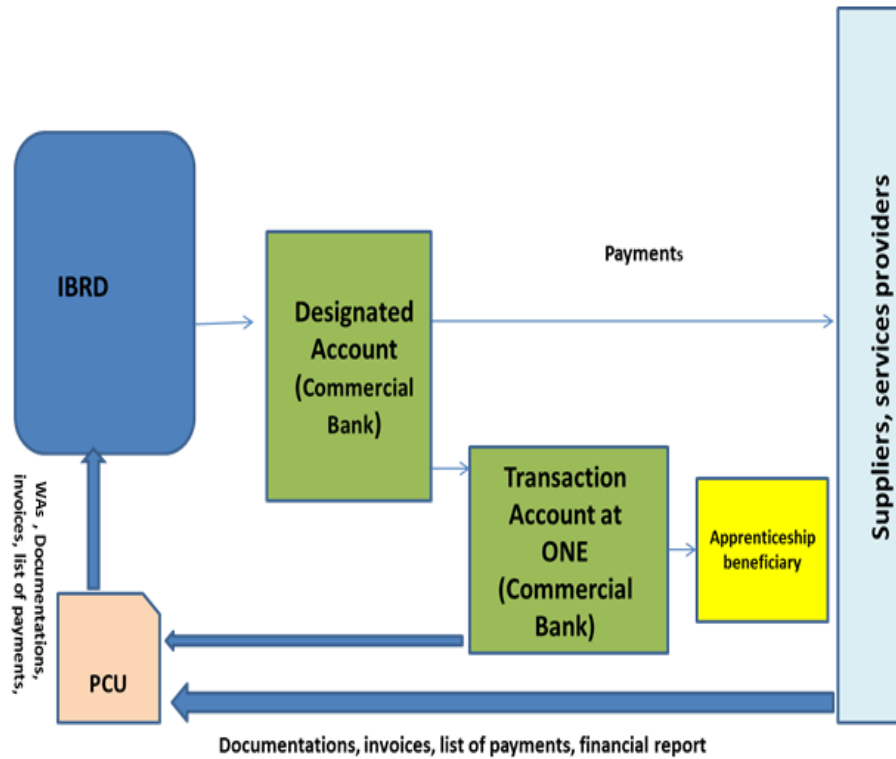 IBRD
Designated
Account
(Commercial
Bank)
Payments
Suppliers, services providers
Transaction
Account at
ONE
(Commercial
Bank)
Apprenticeship
beneficiary
WAs , Documentations,
invoices, list of payments,
PCU
Documentations, invoices, list of payments, financial report